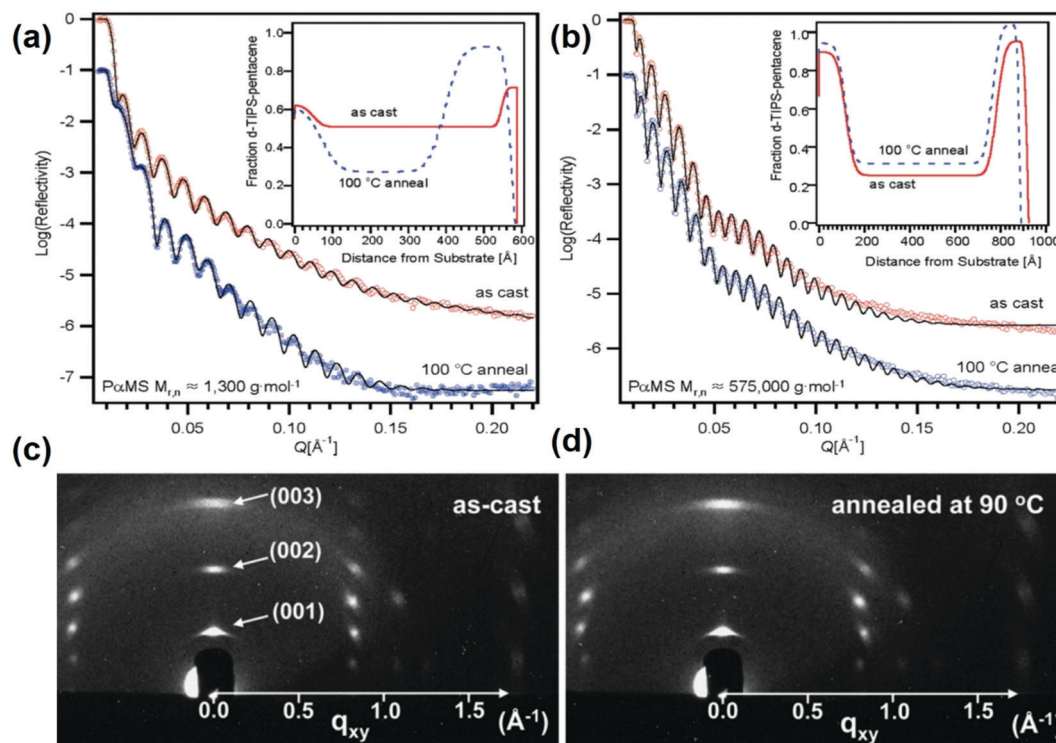 (a)
0
-1
-2
-3
-4
-5
-6
-7
Log(Reflectivity)
0.05
0.10
0.15
0.20
Q[Å-1]
1.0
0.8
0.6
0.4
0.2
0.0
Fraction d-TIPS-pentacene
0 100 200 300 400 500 600
Distance from Substrate [Å]
as cast
100 °C anneal
as cast
100 °C anneal
PαMS Mr,n ≈ 1,300 g·mol-1
(b)
0
-1
-2
-3
-4
-5
-6
Log(Reflectivity)
0.05
0.10
0.15
0.20
Q[Å-1]
1.0
0.8
0.6
0.4
0.2
0.0
Fraction d-TIPS-pentacene
0 200 400 600 800 1000
Distance from Substrate [Å]
100 °C anneal
as cast
as cast
100 °C anneal
PαMS Mr,n ≈ 575,000 g·mol-1
(c)
as-cast
(003)
(002)
(001)
0.0 0.5 1.0 1.5 (Å-1)
qxy
(d)
annealed at 90 °C
0.0 0.5 1.0 1.5 (Å-1)
qxy